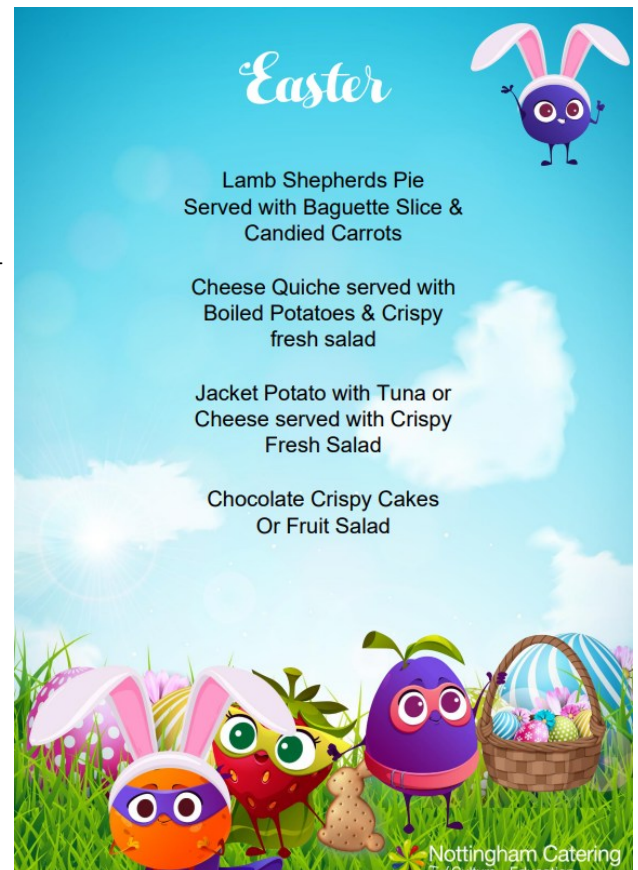 Easter
Lamb Shepherds Pie
Served with Baguette Slice &
Candied Carrots
Cheese Quiche served with
Boiled Potatoes & Crispy
fresh salad
Jacket Potato with Tuna or
Cheese served with Crispy
Fresh Salad
Chocolate Crispy Cakes
Or Fruit Salad
Nottingham Catering